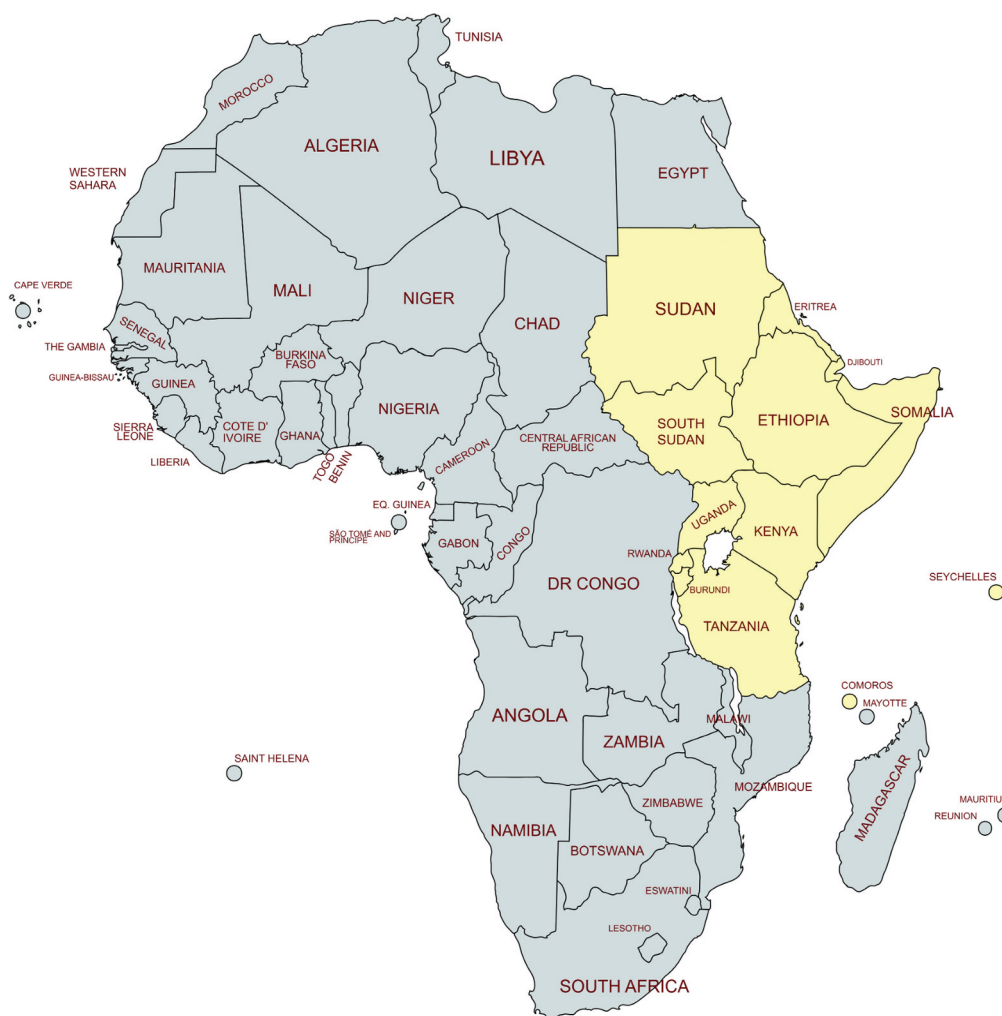 TUNISIA
MOROCCO
ALGERIA
LIBYA
EGYPT
WESTERN
SAHARA
MAURITANIA
MALI
NIGER
CHAD
SUDAN
ERITREA
CAPE VERDE
SENEGAL
THE GAMBIA
GUINEA-BISSAU
GUINEA
BURKINA
FASO
DJIBOUTI
SIERRA
LEONE
LIBERIA
COTE D'
IVOIRE
GHANA
TOGO
BENIN
NIGERIA
CAMEROON
CENTRAL AFRICAN
REPUBLIC
SOUTH
SUDAN
ETHIOPIA
SOMALIA
EQ. GUINEA
SÃO TOMÉ AND
PRINCIPE
GABON
CONGO
DR CONGO
UGANDA
KENYA
RWANDA
BURUNDI
TANZANIA
SEYCHELLES
COMOROS
MAYOTTE
ANGOLA
ZAMBIA
MALAWI
MOZAMBIQUE
SAINT HELENA
MADAGASCAR
MAURITIU
REUNION
NAMIBIA
ZIMBABWE
BOTSWANA
ESWATINI
LESOTHO
SOUTH AFRICA